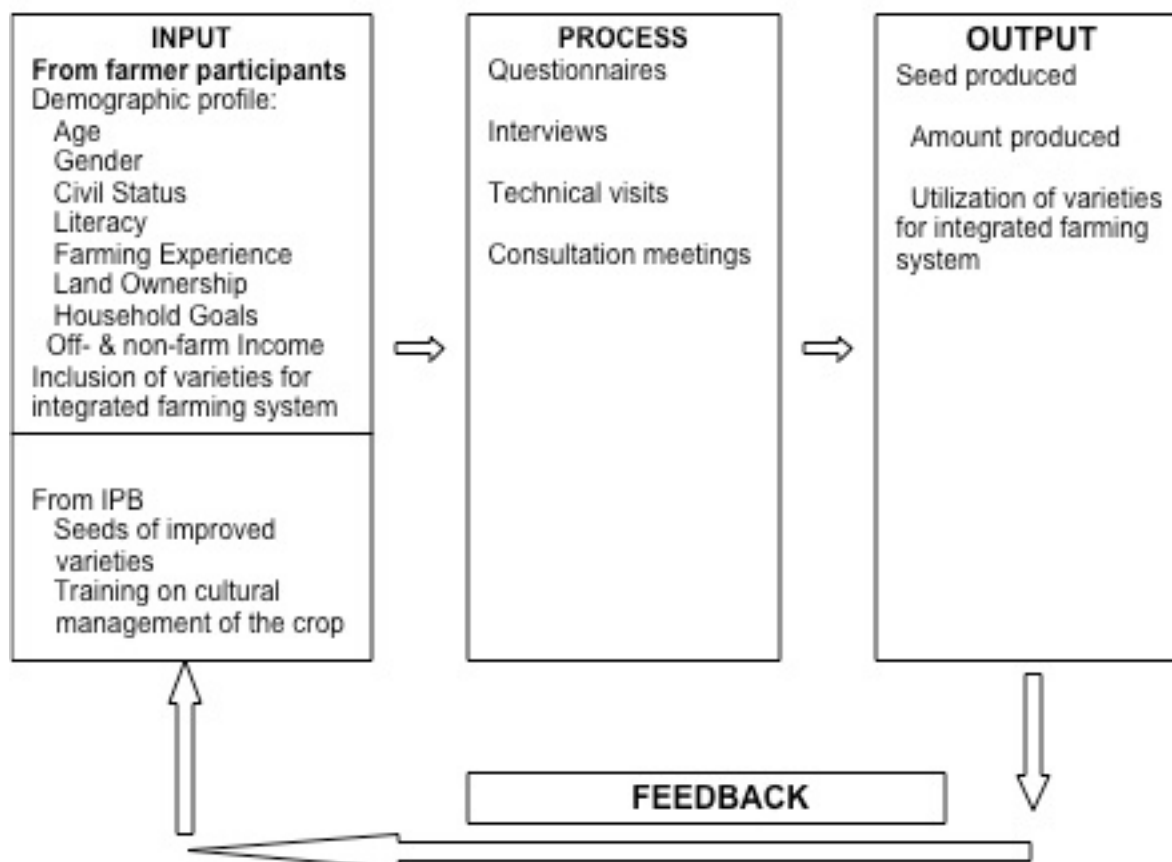 INPUT
From farmer participants
Demographic profile:
Age
Gender
Civil Status
Literacy
Farming Experience
Land Ownership
Household Goals
Off- & non-farm Income
Inclusion of varieties for
integrated farming system
From IPB
Seeds of improved
varieties
Training on cultural
management of the crop
PROCESS
Questionnaires
Interviews
Technical visits
Consultation meetings
OUTPUT
Seed produced
Amount produced
Utilization of varieties
for integrated farming
system
FEEDBACK